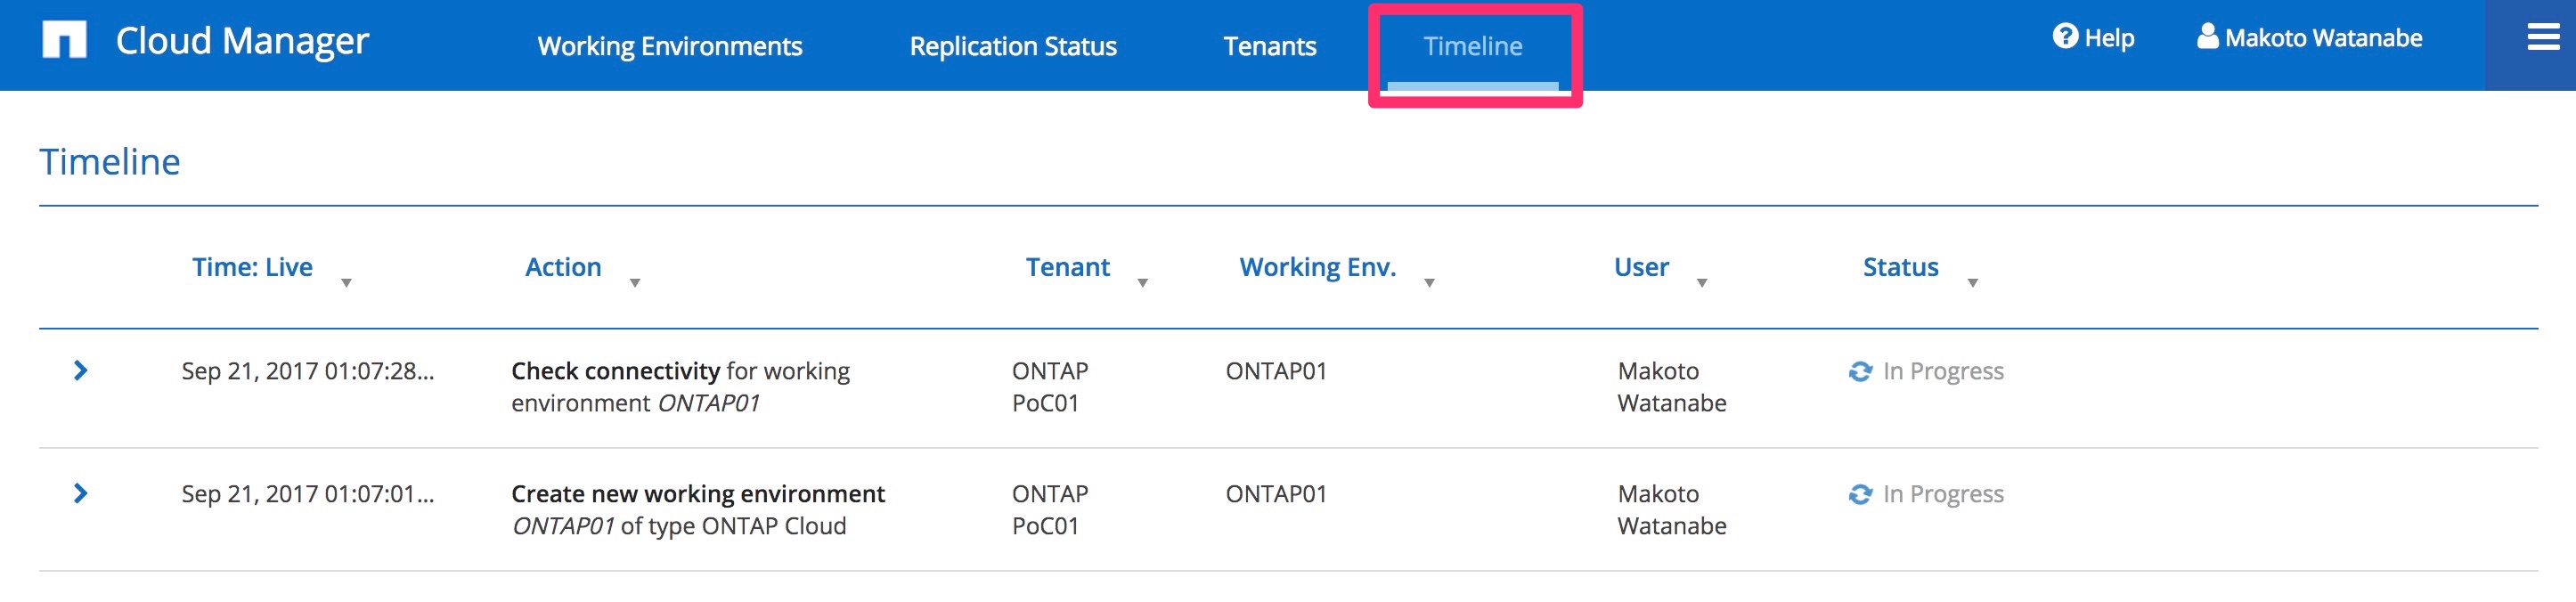 Cloud Manager Working Environments Replication Status Tenants Timeline Help Makoto Watanabe
Timeline
Time: Live Action Tenant Working Env. User Status
Sep 21, 2017 01:07:28... Check connectivity for working ONTAP ONTAP01 Makoto In Progress
environment ONTAP01 PoC01 Watanabe
Sep 21, 2017 01:07:01... Create new working environment ONTAP ONTAP01 Makoto In Progress
ONTAP01 of type ONTAP Cloud PoC01 Watanabe